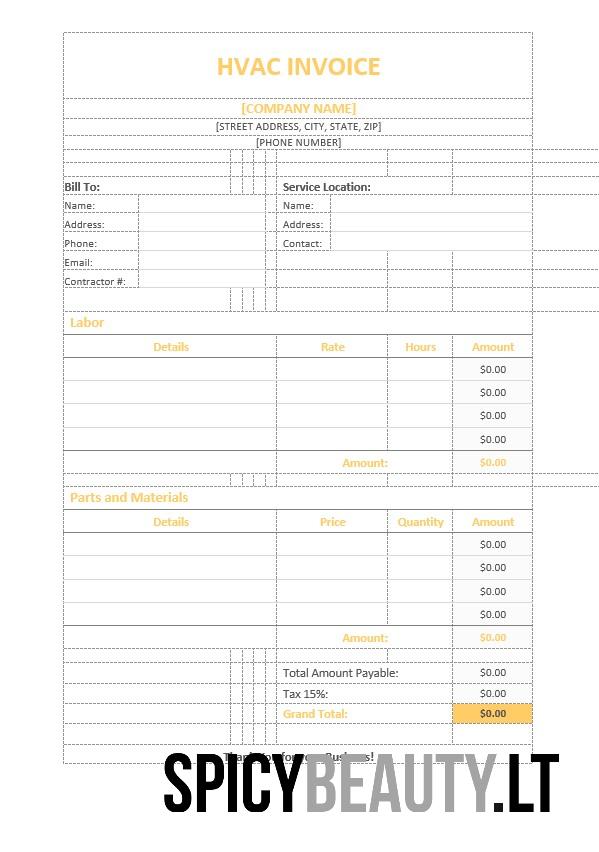 HVAC INVOICE
[COMPANY NAME]
[STREET ADDRESS, CITY, STATE, ZIP]
[PHONE NUMBER]
Bill To: Service Location:
Name: Name:
Address: Address:
Phone: Contact:
Email:
Contractor #:
Labor
Details Rate Hours Amount
$0.00
$0.00
$0.00
$0.00
Amount: $0.00
Parts and Materials
Details Price Quantity Amount
$0.00
$0.00
$0.00
$0.00
Amount: $0.00
Total Amount Payable: $0.00
Tax 15%: $0.00
Grand Total: $0.00
Thank You for your Business!
SPICYBEAUTY.LT